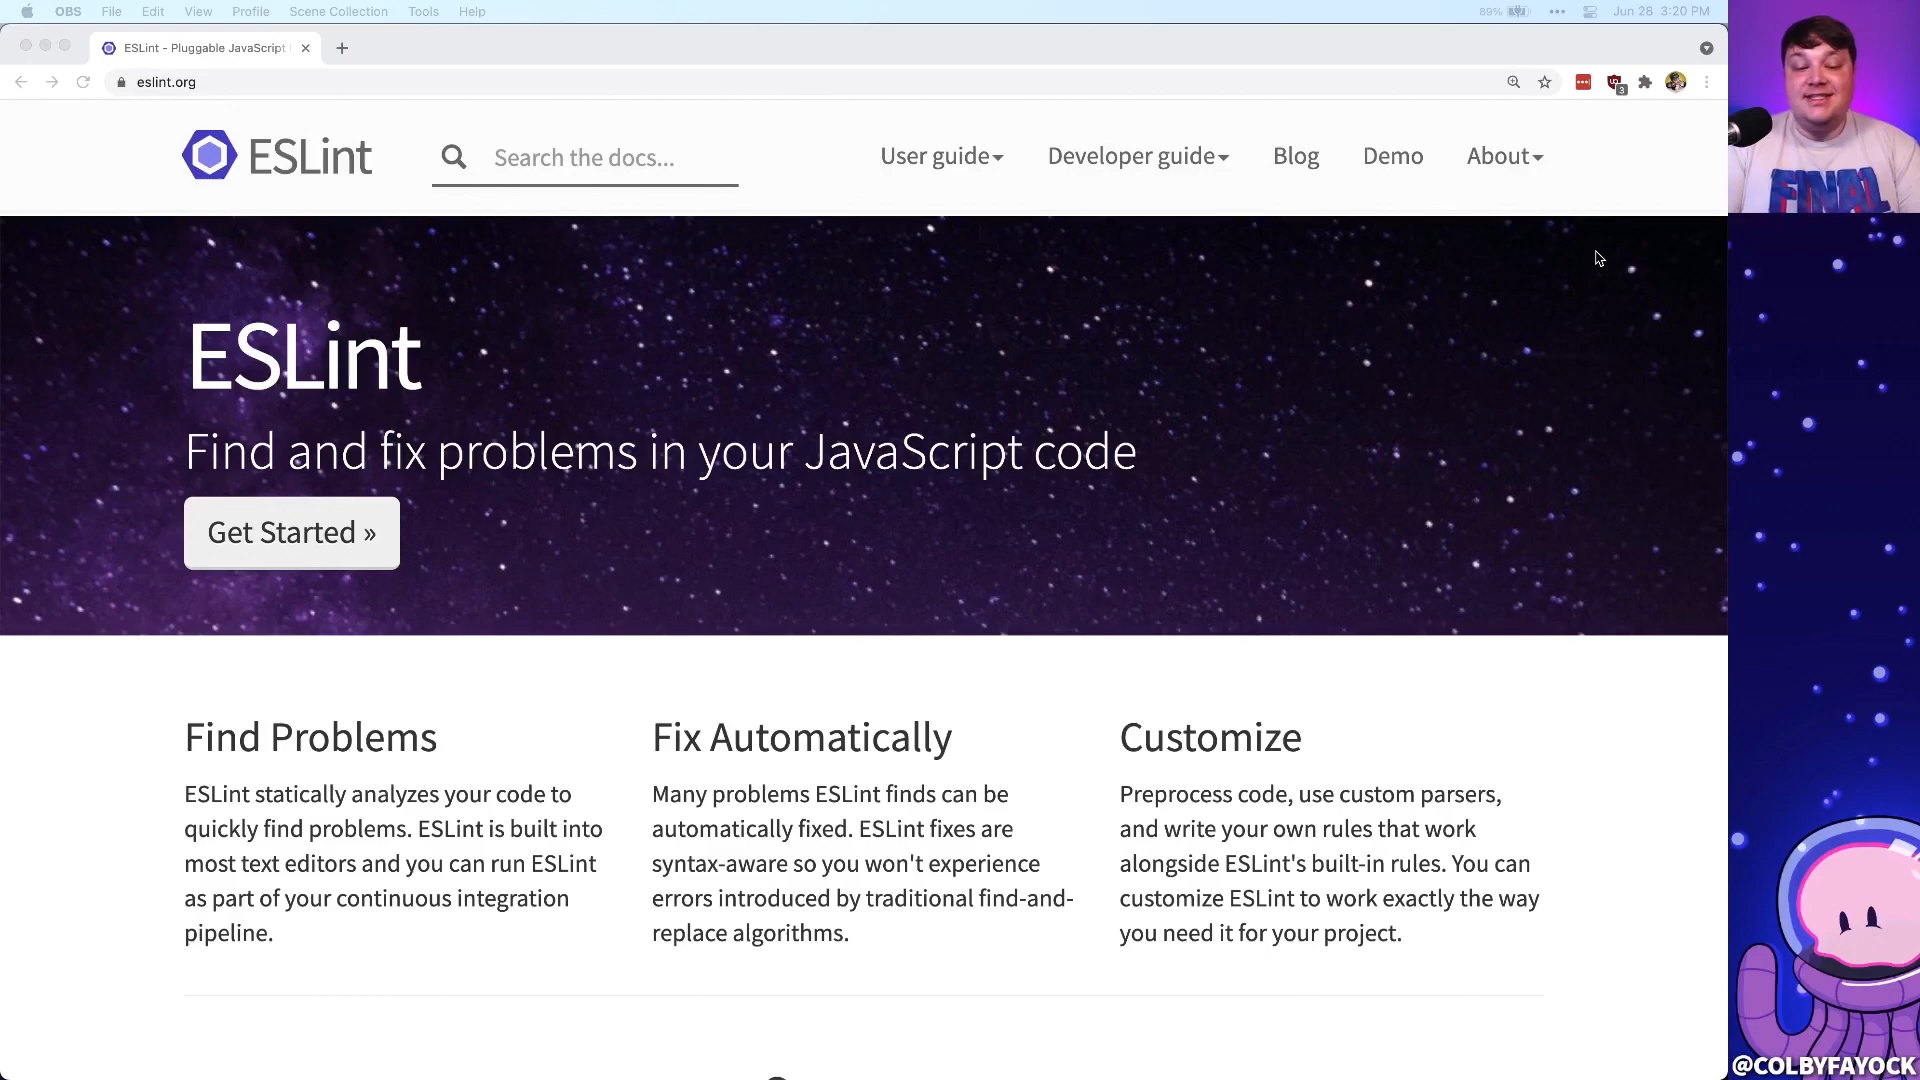 OBS File Edit View Profile Scene Collection Tools Help 89% Jun 28 3:20 PM
ESLint - Pluggable JavaScript
eslint.org
3
ESLint Search the docs... User guide Developer guide Blog Demo About
ESLint
Find and fix problems in your JavaScript code
Get Started »
Find Problems
ESLint statically analyzes your code to
quickly find problems. ESLint is built into
most text editors and you can run ESLint
as part of your continuous integration
pipeline.
Fix Automatically
Many problems ESLint finds can be
automatically fixed. ESLint fixes are
syntax-aware so you won't experience
errors introduced by traditional find-and-
replace algorithms.
Customize
Preprocess code, use custom parsers,
and write your own rules that work
alongside ESLint's built-in rules. You can
customize ESLint to work exactly the way
you need it for your project.
FINAL
@COLBYFAYOCK